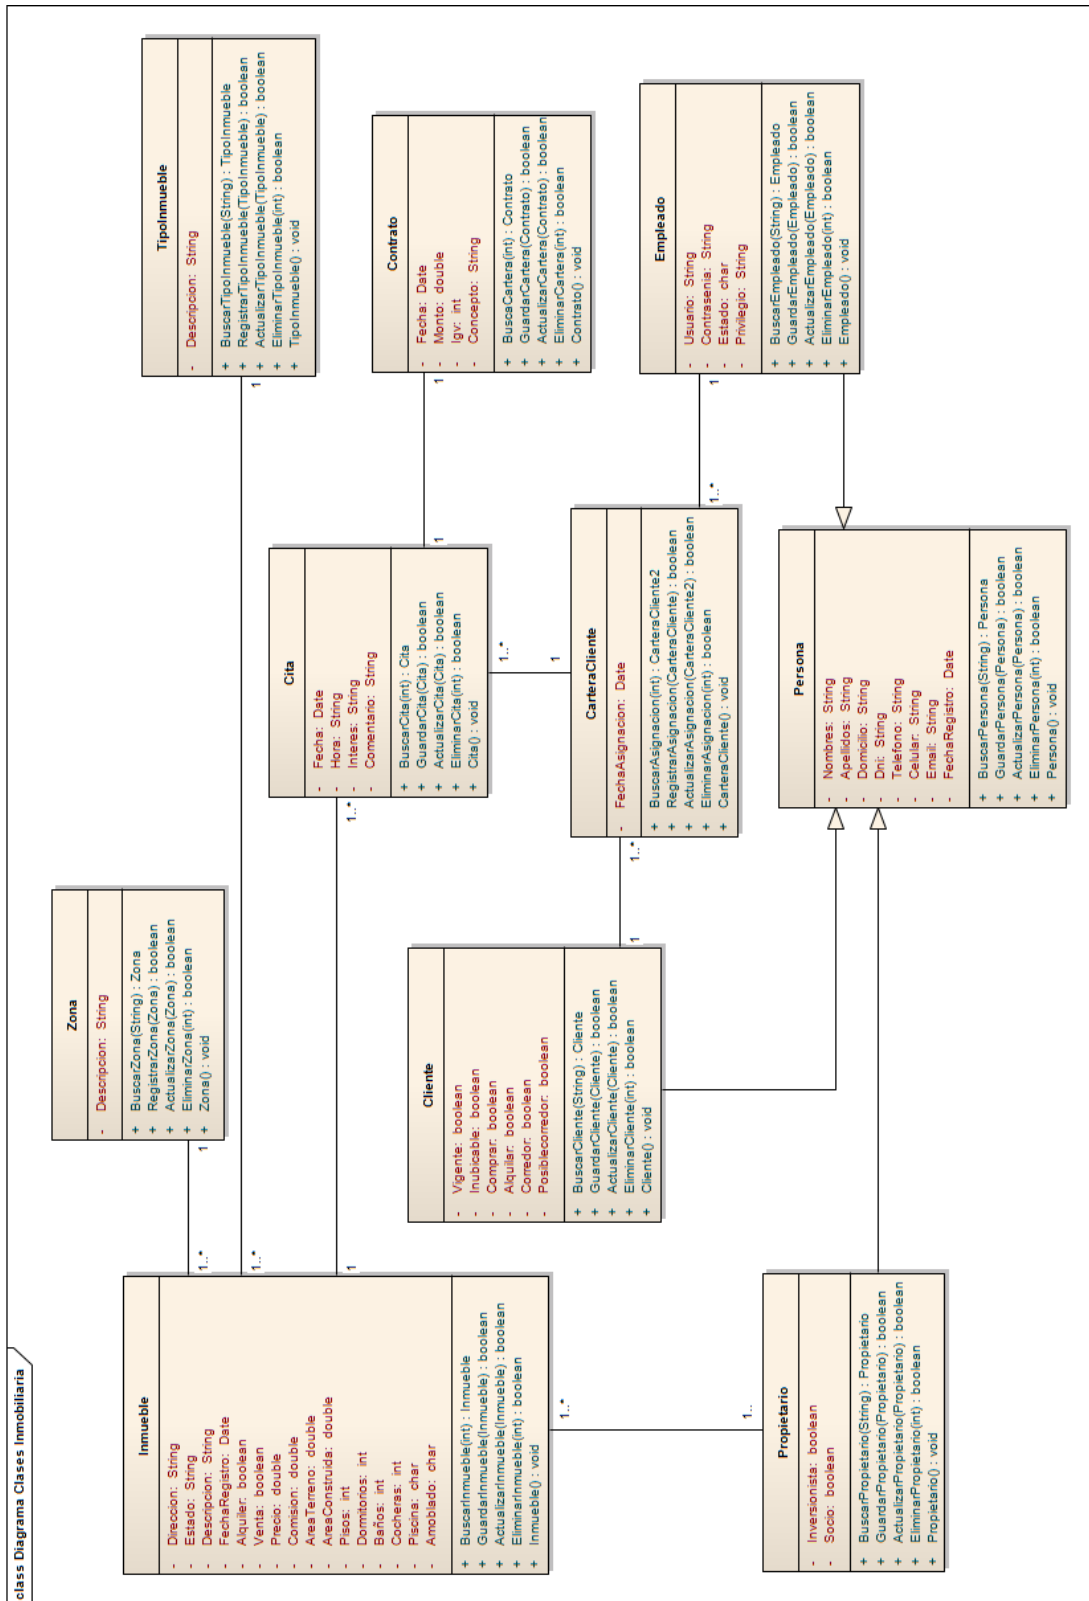 class Diagrama Clases Inmobiliaria
Inmueble
- Direccion: String
- Estado: String
- Descripcion: String
- FechaRegistro: Date
- Alquiler: boolean
- Venta: boolean
- Precio: double
- Comision: double
- AreaTerreno: double
- AreaConstruida: double
- Pisos: int
- Dormitorios: int
- Baños: int
- Cocheras: int
- Piscina: char
- Amoblado: char
+ BuscarInmueble(int) : Inmueble
+ GuardarInmueble(Inmueble) : boolean
+ ActualizarInmueble(Inmueble) : boolean
+ EliminarInmueble(int) : boolean
+ Inmueble() : void
1..*
1..*
1
1..*
Zona
- Descripcion: String
+ BuscarZona(String) : Zona
+ RegistrarZona(Zona) : boolean
+ ActualizarZona(Zona) : boolean
+ EliminarZona(int) : boolean
+ Zona() : void
1
TipoInmueble
- Descripcion: String
+ BuscarTipoInmueble(String) : TipoInmueble
+ RegistrarTipoInmueble(TipoInmueble) : boolean
+ ActualizarTipoInmueble(TipoInmueble) : boolean
+ EliminarTipoInmueble(int) : boolean
+ TipoInmueble() : void
1
Cita
- Fecha: Date
- Hora: String
- Interes: String
- Comentario: String
+ BuscarCita(int) : Cita
+ GuardarCita(Cita) : boolean
+ ActualizarCita(Cita) : boolean
+ EliminarCita(int) : boolean
+ Cita() : void
1..*
1
1..*
Contrato
- Fecha: Date
- Monto: double
- Igv: int
- Concepto: String
+ BuscaCartera(int) : Contrato
+ GuardarCartera(Contrato) : boolean
+ ActualizarCartera(Contrato) : boolean
+ EliminarCartera(int) : boolean
+ Contrato() : void
1
Cliente
- Vigente: boolean
- Inubicable: boolean
- Comprar: boolean
- Alquilar: boolean
- Corredor: boolean
- Posiblecorredor: boolean
+ BuscarCliente(String) : Cliente
+ GuardarCliente(Cliente) : boolean
+ ActualizarCliente(Cliente) : boolean
+ EliminarCliente(int) : boolean
+ Cliente() : void
1
CarteraCliente
- FechaAsignacion: Date
+ BuscarAsignacion(int) : CarteraCliente2
+ RegistrarAsignacion(CarteraCliente) : boolean
+ ActualizarAsignacion(CarteraCliente2) : boolean
+ EliminarAsignacion(int) : boolean
+ CarteraCliente() : void
1
1..*
1..*
Empleado
- Usuario: String
- Contrasenia: String
- Estado: char
- Privilegio: String
+ BuscarEmpleado(String) : Empleado
+ GuardarEmpleado(Empleado) : boolean
+ ActualizarEmpleado(Empleado) : boolean
+ EliminarEmpleado(int) : boolean
+ Empleado() : void
1
Propietario
- Inversionista: boolean
- Socio: boolean
+ BuscarPropietario(String) : Propietario
+ GuardarPropietario(Propietario) : boolean
+ ActualizarPropietario(Propietario) : boolean
+ EliminarPropietario(int) : boolean
+ Propietario() : void
1..
Persona
- Nombres: String
- Apellidos: String
- Domicilio: String
- Dni: String
- Telefono: String
- Celular: String
- Email: String
- FechaRegistro: Date
+ BuscarPersona(String) : Persona
+ GuardarPersona(Persona) : boolean
+ ActualizarPersona(Persona) : boolean
+ EliminarPersona(int) : boolean
+ Persona() : void